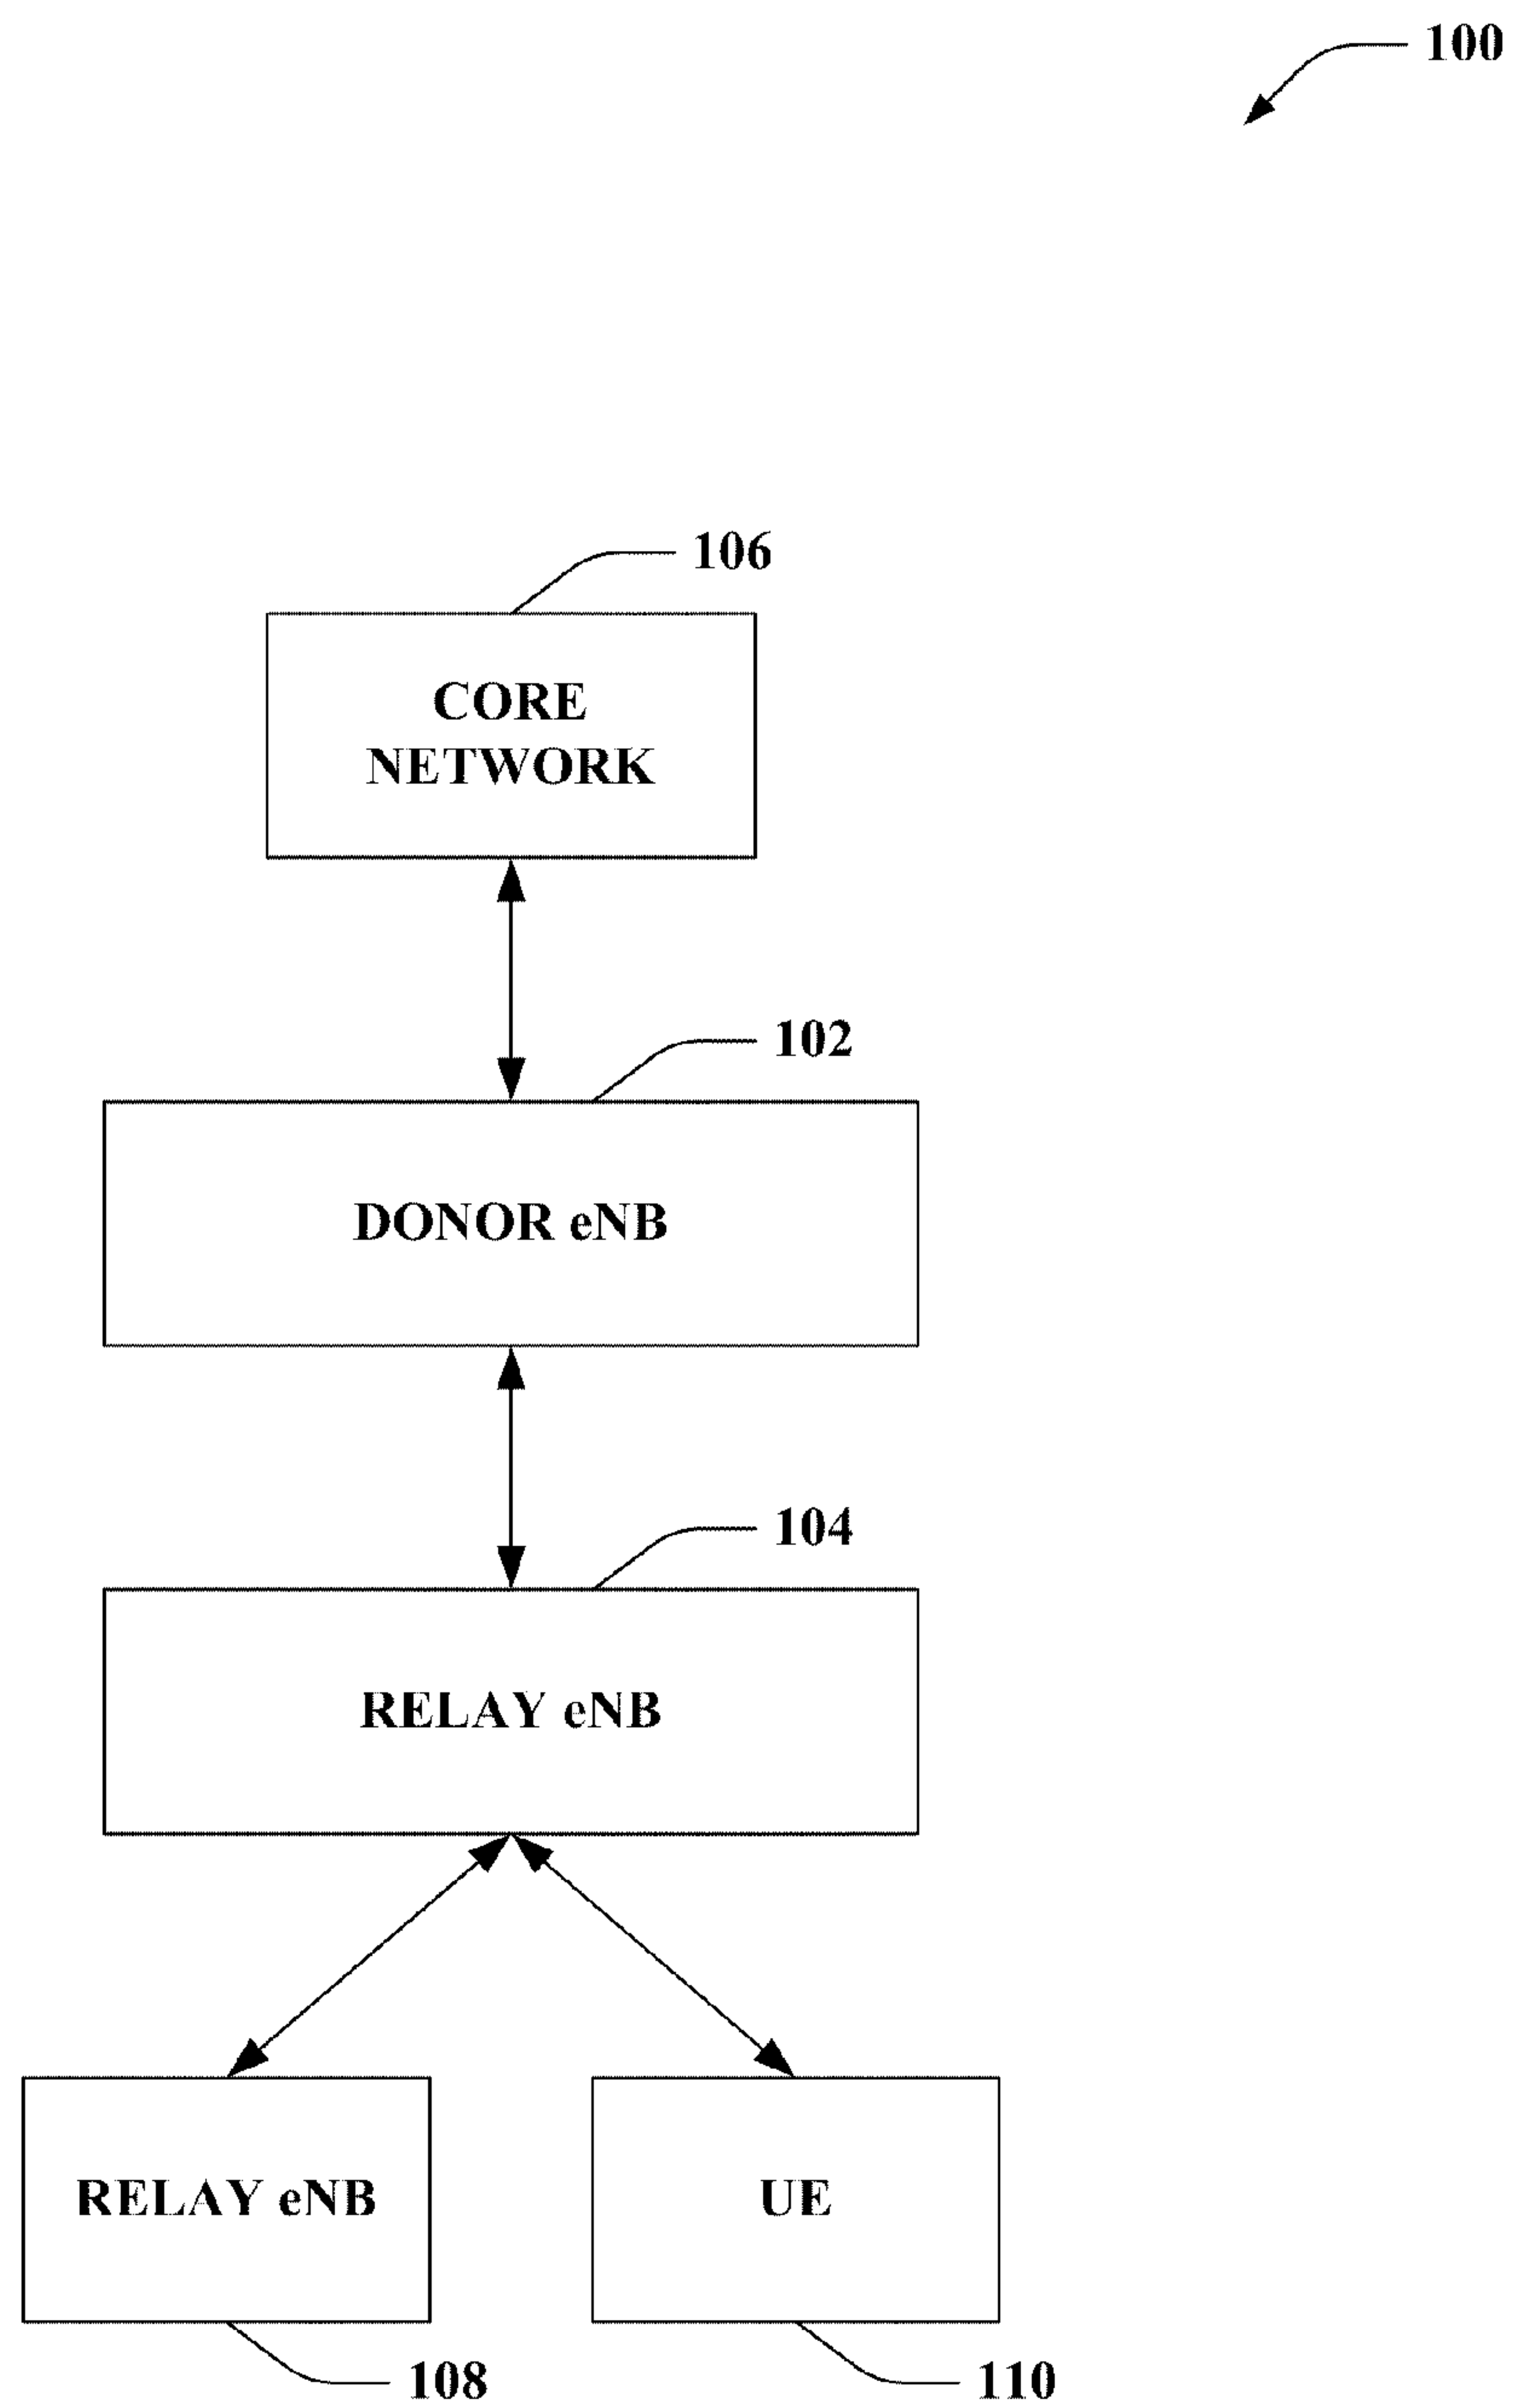 100
106
CORE
NETWORK
102
DONOR eNB
104
RELAY eNB
RELAY eNB
UE
108
110